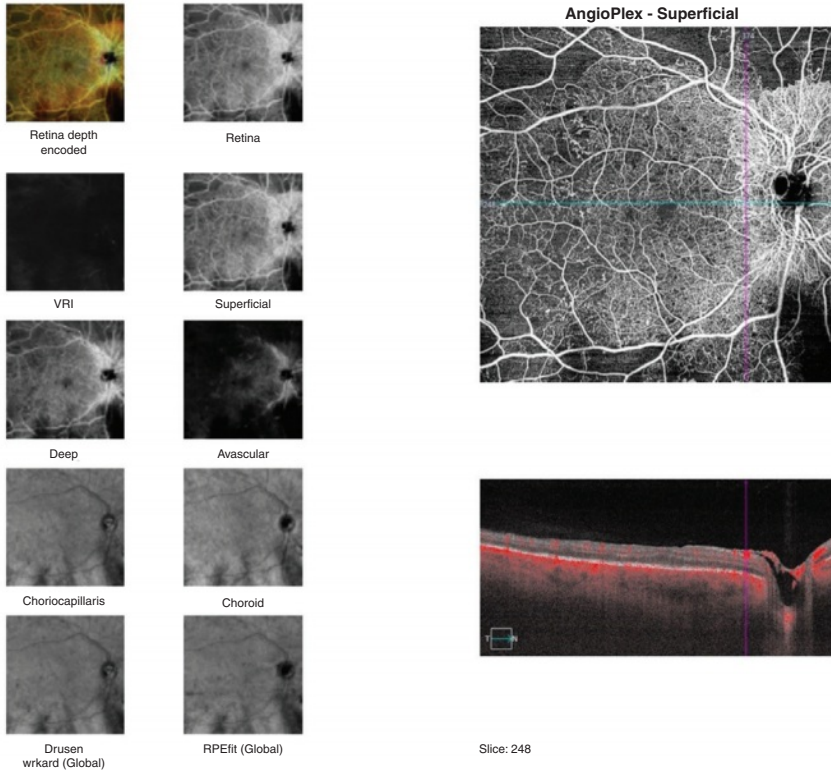 AngioPlex - Superficial
Retina depth
encoded
Retina
VRI
Superficial
Deep
Avascular
Choriocapillaris
Choroid
Drusen
wrkard (Global)
RPEfit (Global)
174
T
N
Slice: 248